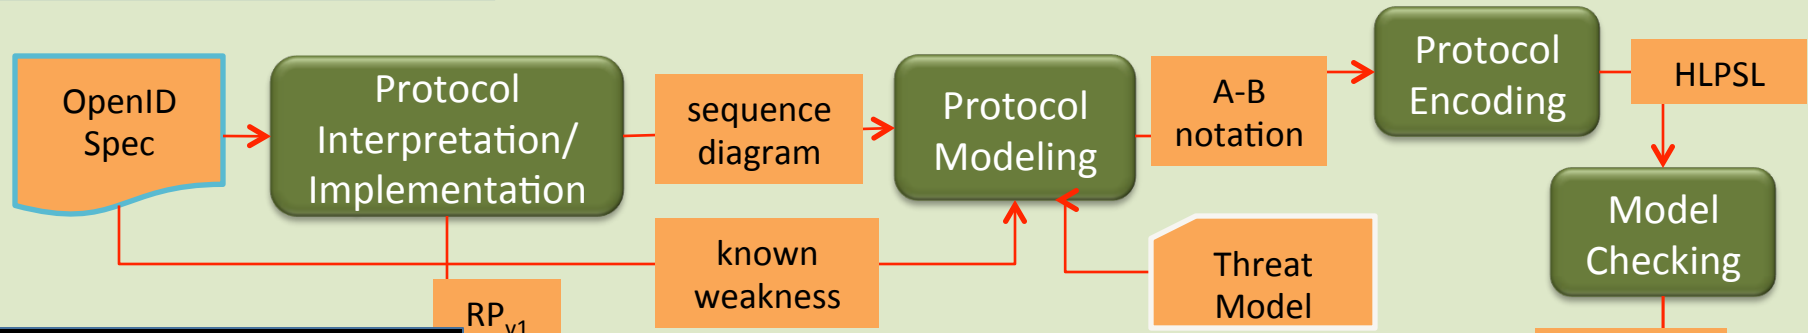 OpenID
Spec
Protocol
Interpretation/
Implementation
sequence
diagram
Protocol
Modeling
A-B
notation
Protocol
Encoding
HLPSL
Model
Checking
known
weakness
Threat
Model
RPv1